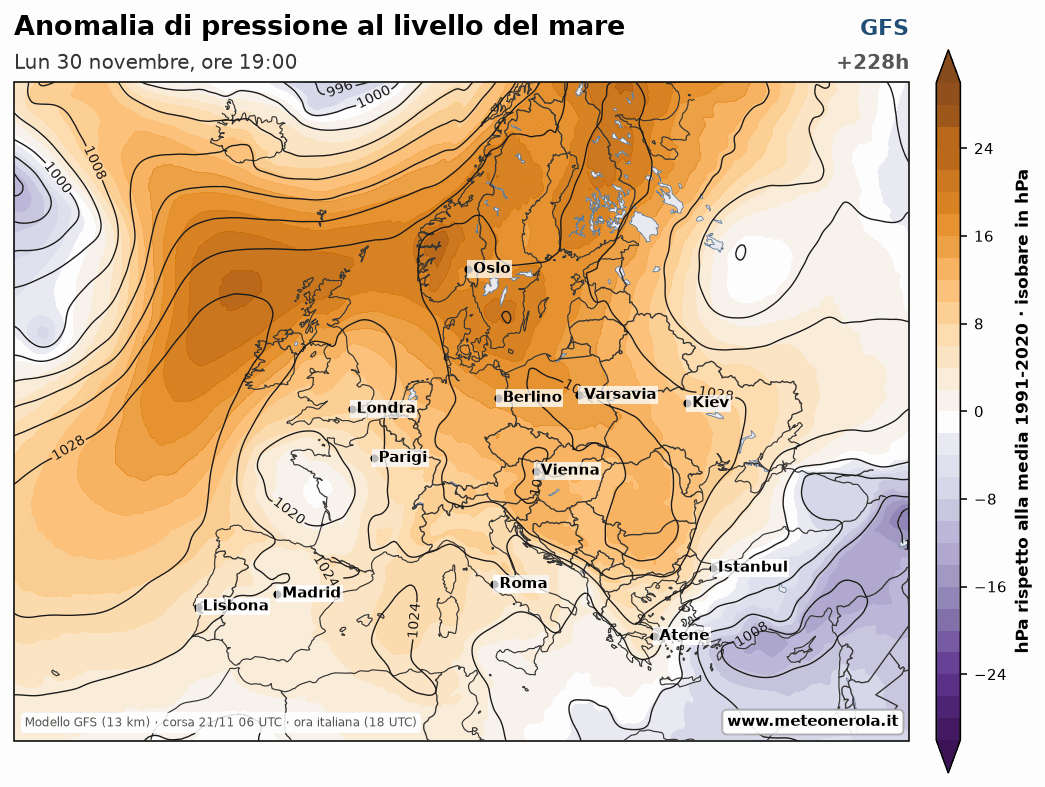 Anomalia di pressione al livello del mare
GFS
Lun 30 novembre, ore 19:00
+228h
996
1000
1008
1000
24
16
8
0
−8
−16
−24
hPa rispetto alla media 1991-2020 · isobare in hPa
Oslo
Berlino
Varsavia
1028
Kiev
Londra
1028
Parigi
Vienna
1020
1024
Istanbul
Roma
Madrid
Lisbona
1024
1008
Atene
Modello GFS (13 km) · corsa 21/11 06 UTC · ora italiana (18 UTC)
www.meteonerola.it